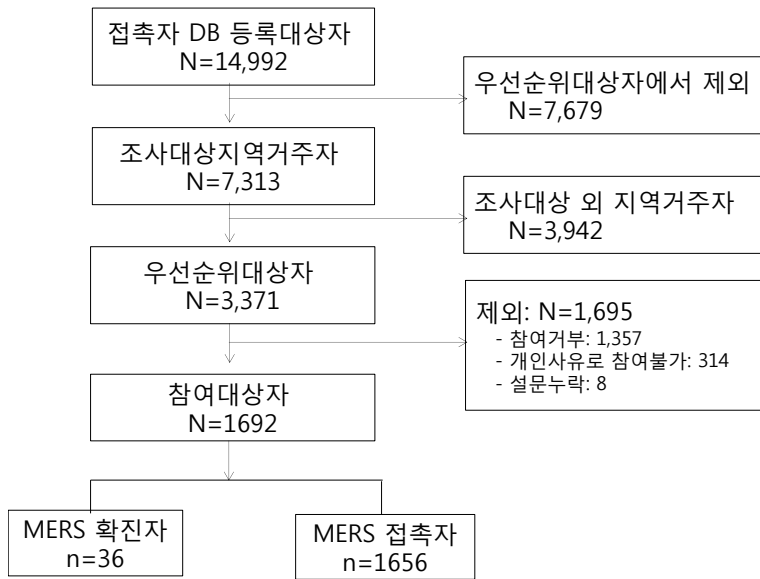 접촉자 DB 등록대상자
N=14,992
우선순위대상자에서 제외
N=7,679
조사대상지역거주자
N=7,313
조사대상 외 지역거주자
N=3,942
우선순위대상자
N=3,371
제외: N=1,695
- 참여거부: 1,357
- 개인사유로 참여불가: 314
- 설문누락: 8
참여대상자
N=1692
MERS 확진자
n=36
MERS 접촉자
n=1656